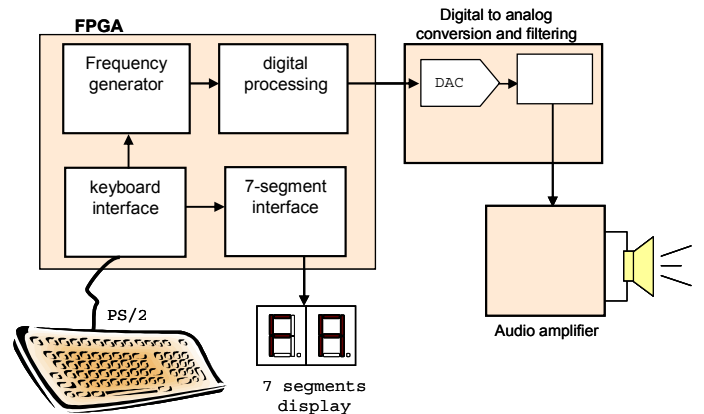 FPGA
Digital to analog
conversion and filtering
Frequency
generator
digital
processing
DAC
keyboard
interface
7-segment
interface
PS/2
Audio amplifier
7 segments
display